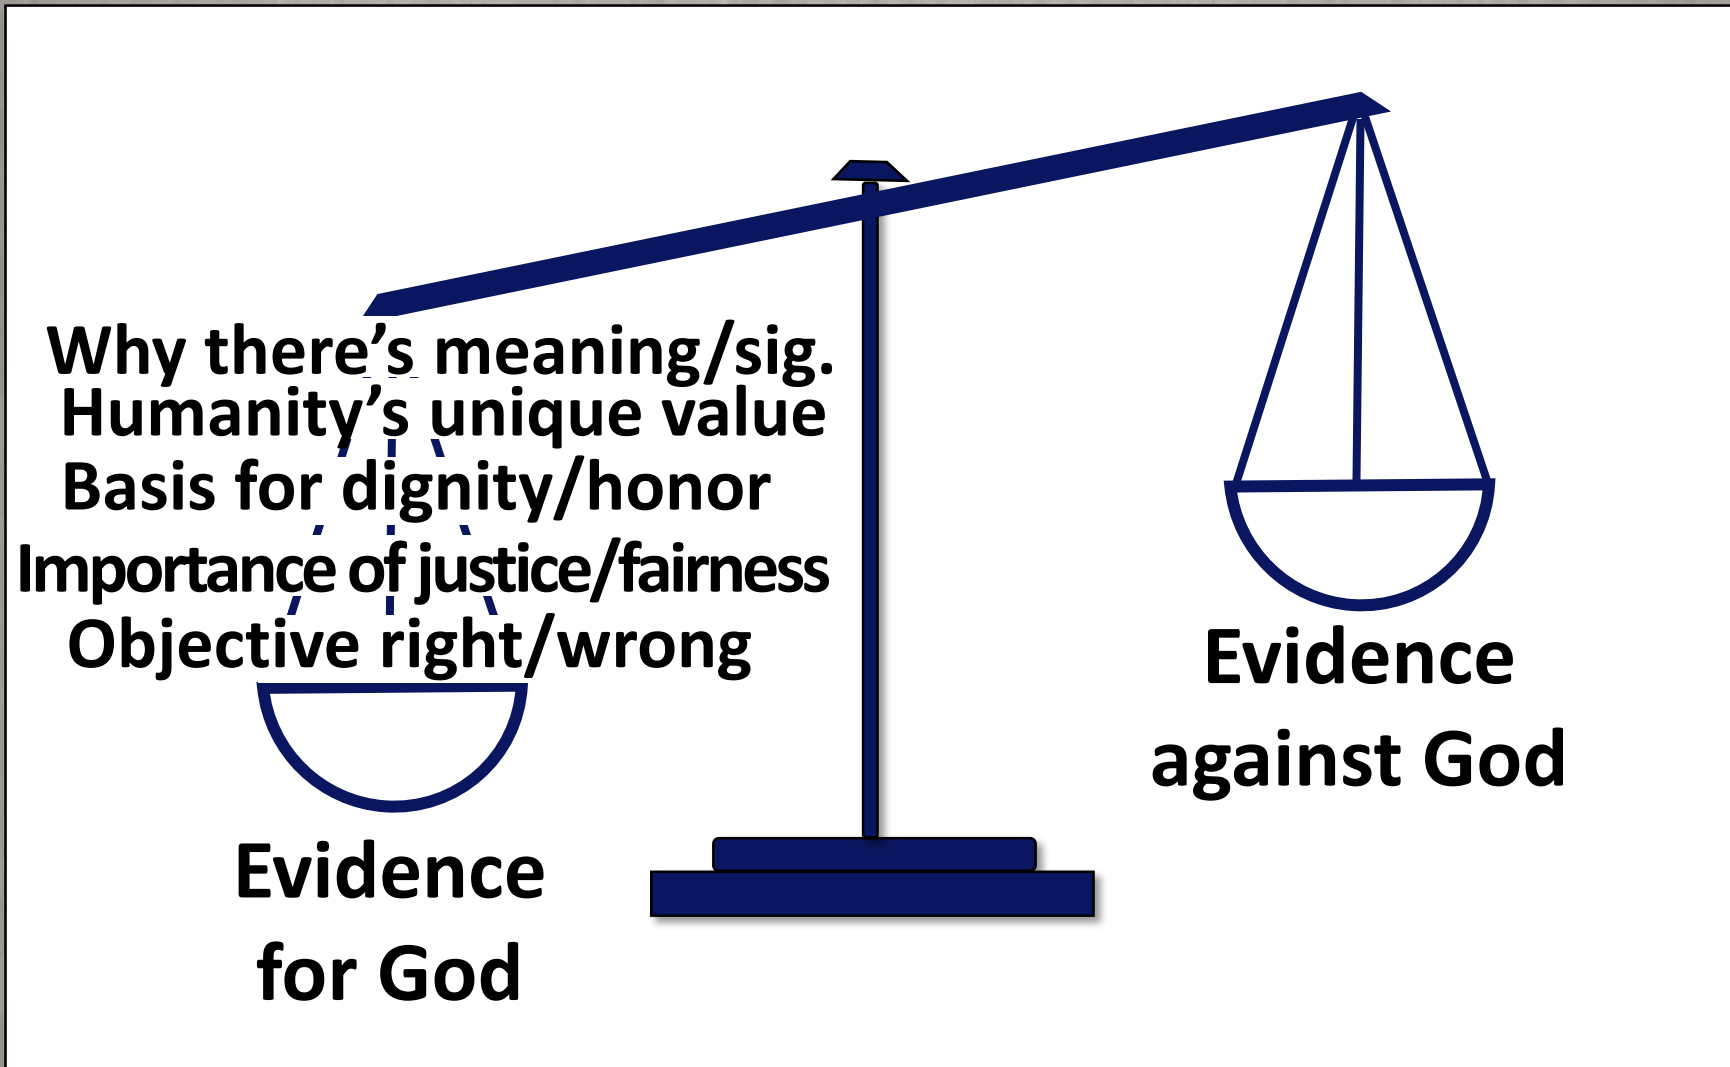 Why there’s meaning/sig.
Humanity’s unique value
Basis for dignity/honor
Importance of justice/fairness
Objective right/wrong
Evidence
for God
Evidence
against God